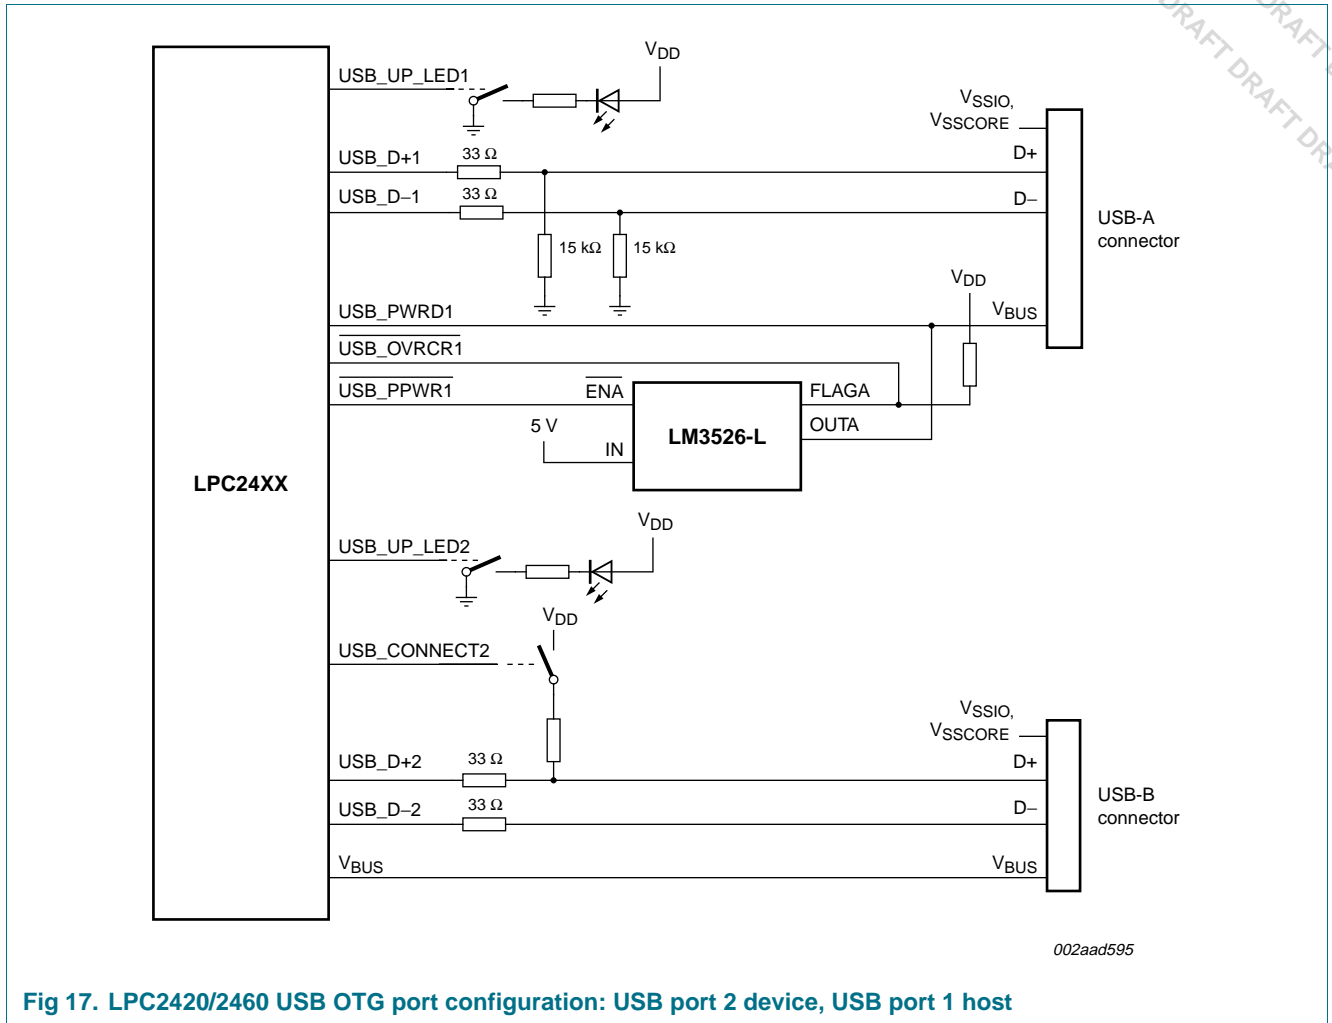 DRAFT DRAFT DRA
DRAFT D
VDD
USB_UP_LED1
VSSIO,
VSSCORE
USB_D+1
33 Ω
D+
USB_D−1
33 Ω
D−
USB-A
connector
15 kΩ
15 kΩ
VDD
USB_PWRD1
VBUS
USB_OVRCR1
USB_PPWR1
ENA
FLAGA
5 V
OUTA
LM3526-L
IN
LPC24XX
VDD
USB_UP_LED2
VDD
USB_CONNECT2
VSSIO,
VSSCORE
USB_D+2
33 Ω
D+
USB_D−2
33 Ω
D−
USB-B
connector
VBUS
VBUS
002aad595
Fig 17. LPC2420/2460 USB OTG port configuration: USB port 2 device, USB port 1 host